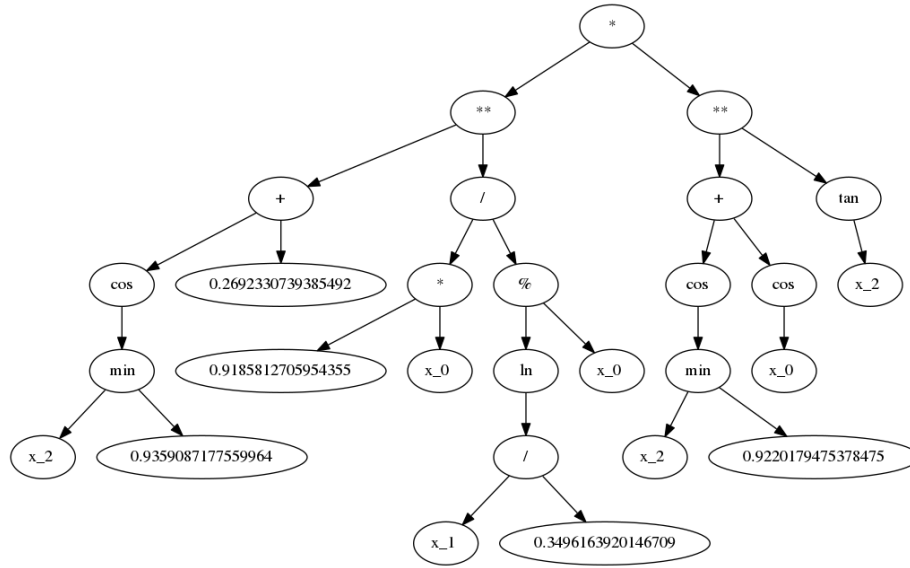 *
** **
+ / + tan
cos 0.2692330739385492 * % cos cos x_2
min 0.9185812705954355 x_0 ln x_0 min x_0
x_2 0.9359087177559964 / x_2 0.9220179475378475
x_1 0.3496163920146709